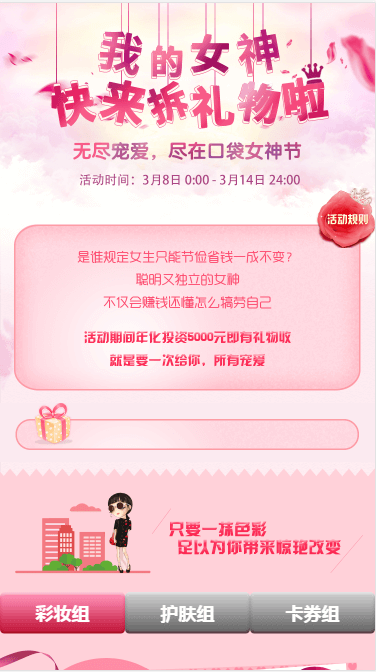 我的女神
快来拆礼物啦
无尽宠爱，尽在口袋女神节
活动时间：3月8日 0:00 - 3月14日 24:00
活动规则
是谁规定女生只能节俭省钱一成不变？
聪明又独立的女神
不仅会赚钱还懂怎么犒劳自己
活动期间年化投资5000元即有礼物收
就是要一次给你，所有宠爱
只要一抹色彩
足以为你带来惊艳改变
彩妆组
护肤组
卡券组